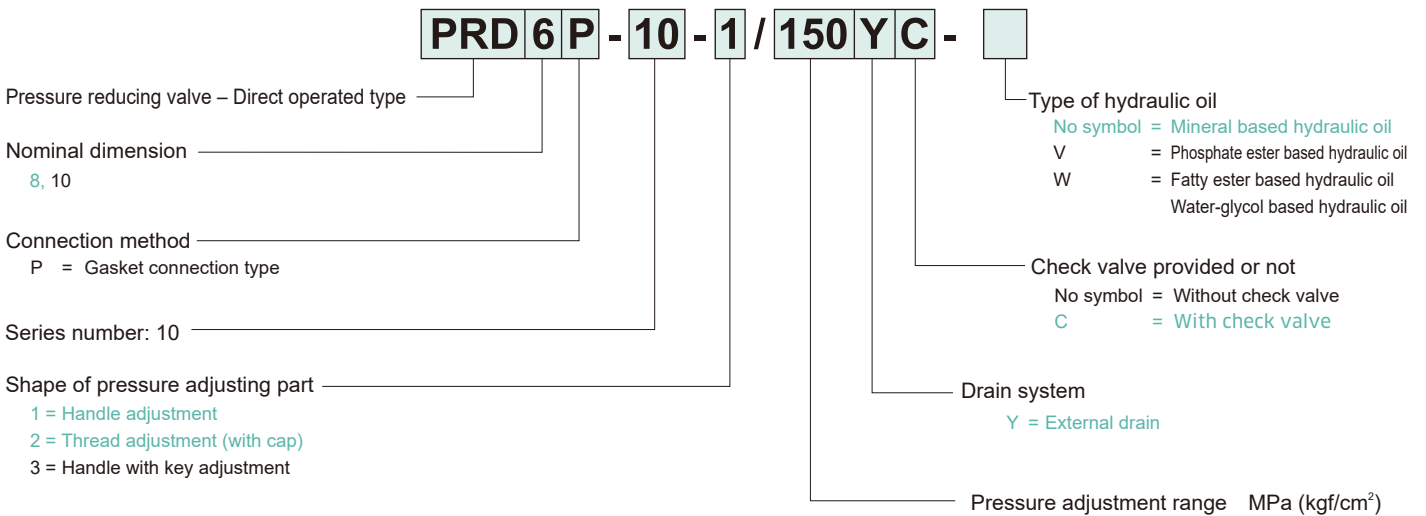 PRD 6 P - 10 - 1 / 150 Y C -
Pressure reducing valve – Direct operated type
Nominal dimension
8, 10
Connection method
P = Gasket connection type
Series number: 10
Shape of pressure adjusting part
1 = Handle adjustment
2 = Thread adjustment (with cap)
3 = Handle with key adjustment
Type of hydraulic oil
No symbol = Mineral based hydraulic oil
V = Phosphate ester based hydraulic oil
W = Fatty ester based hydraulic oil
Water-glycol based hydraulic oil
Check valve provided or not
No symbol = Without check valve
C = With check valve
Drain system
Y = External drain
Pressure adjustment range MPa (kgf/cm²)